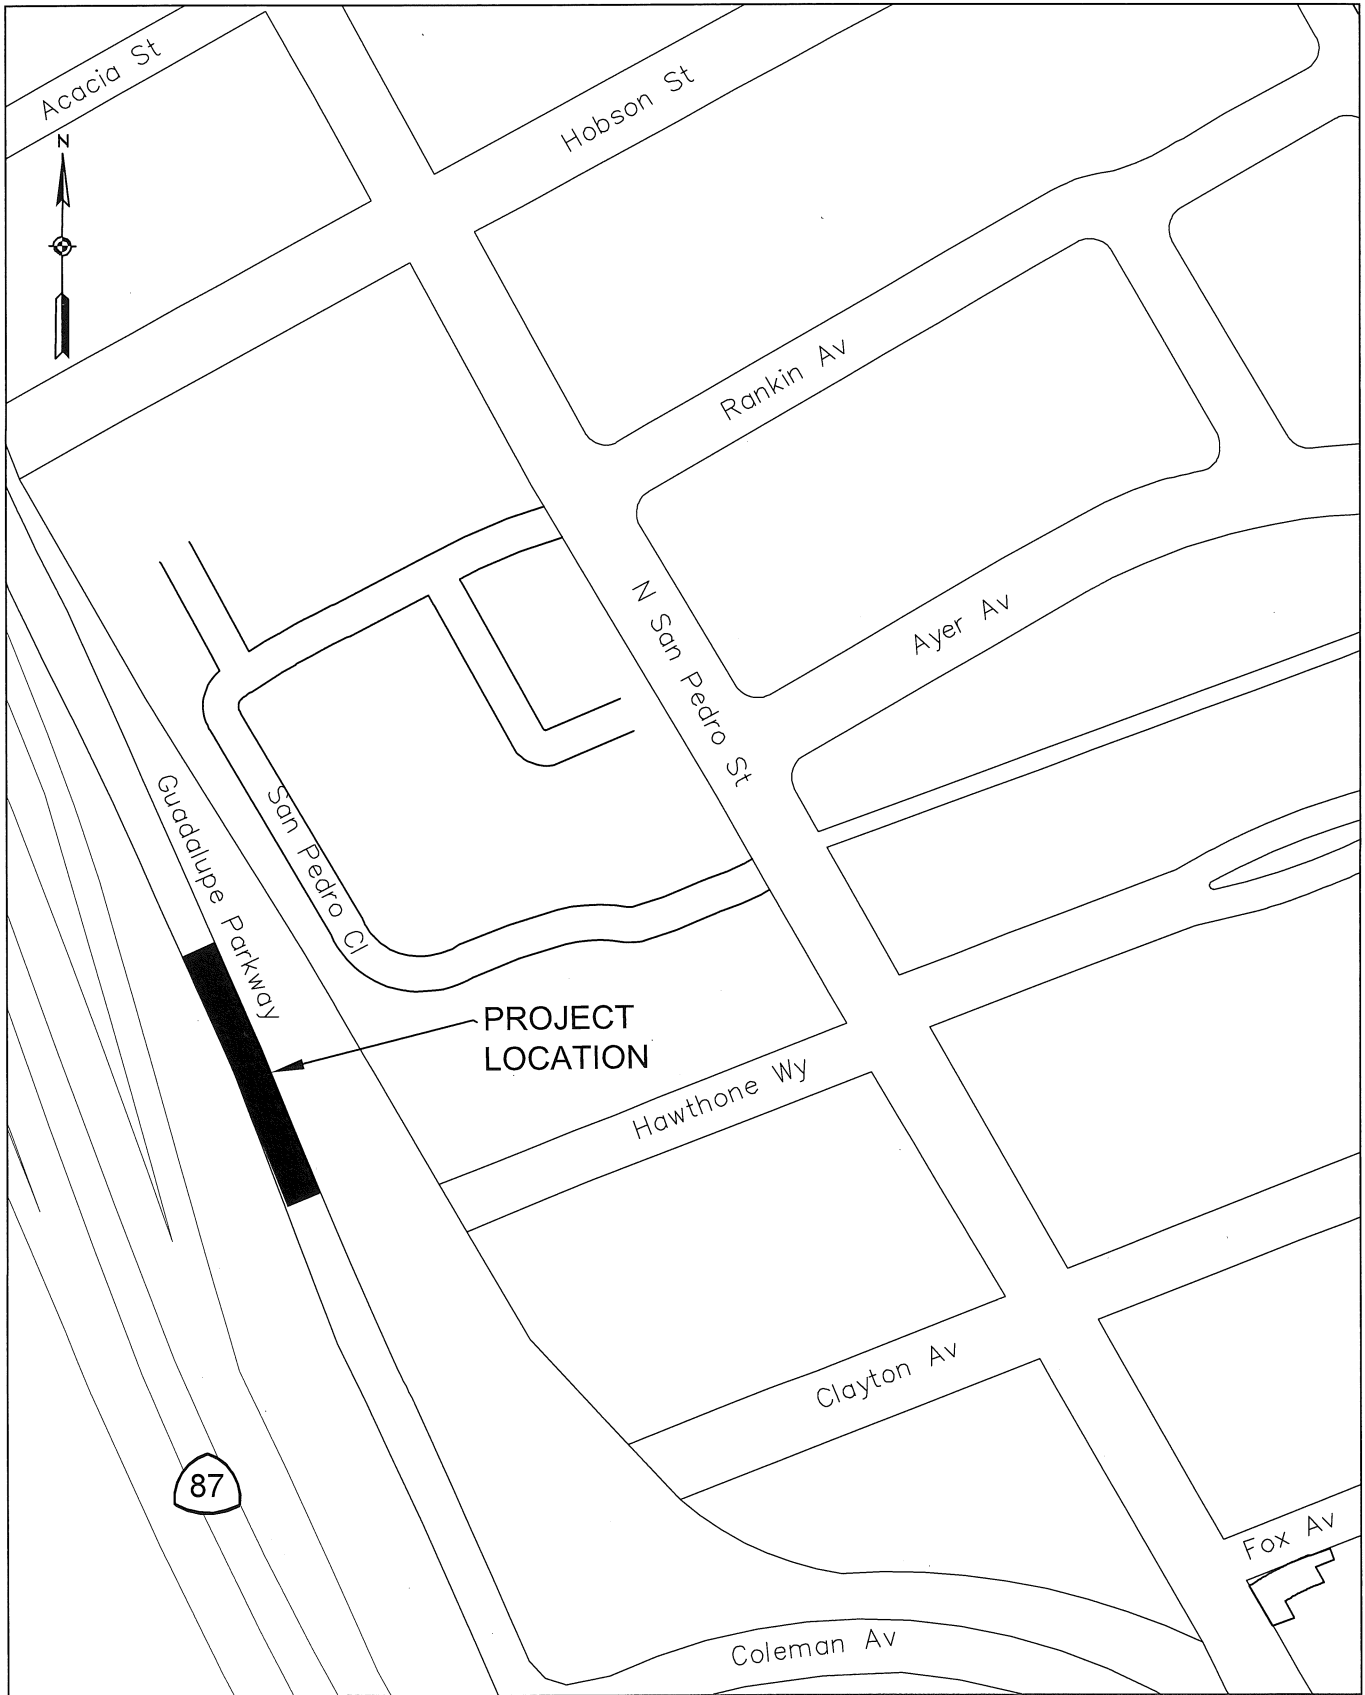 Acacia St
Hobson St
N
Rankin Av
N San Pedro St
Ayer Av
Guadalupe Parkway
San Pedro Cl
PROJECT
LOCATION
Hawthone Wy
Clayton Av
87
Fox Av
Coleman Av